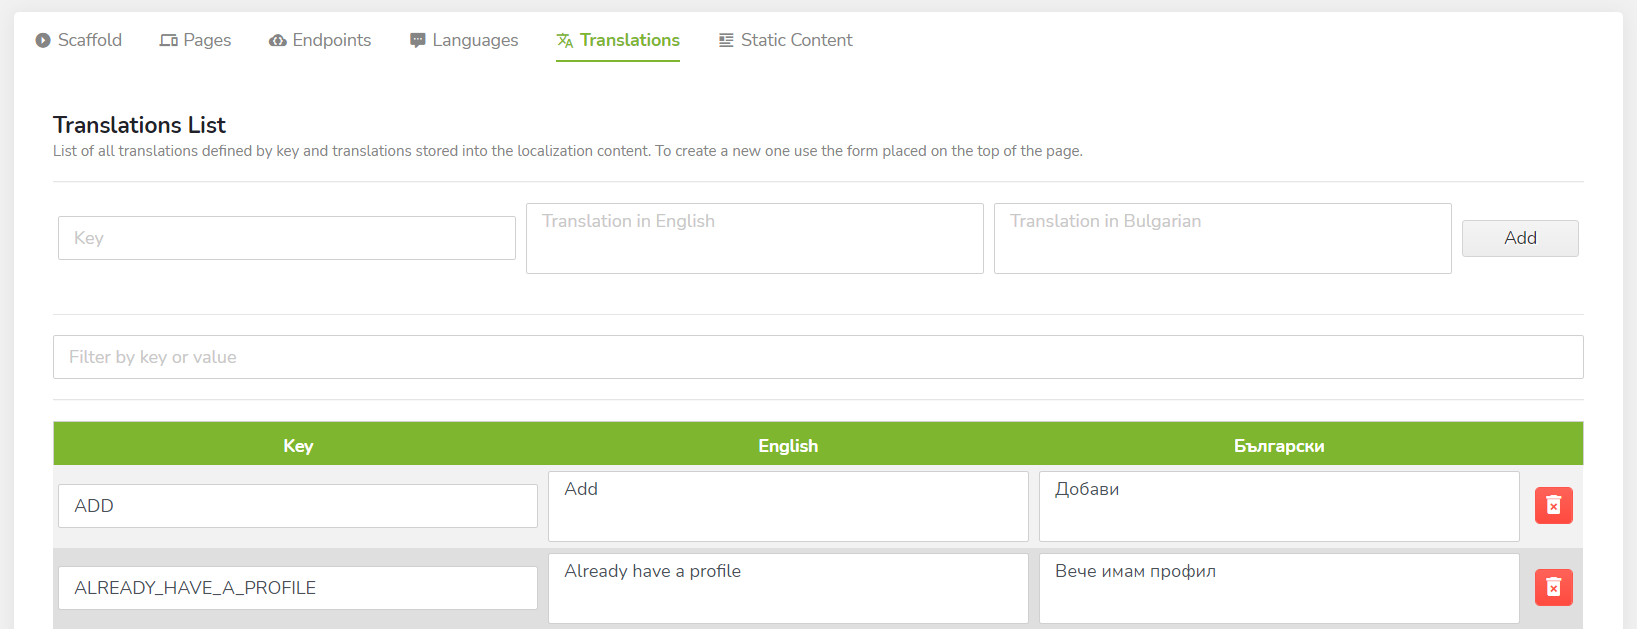 Scaffold Pages Endpoints Languages Translations Static Content
Translations List
List of all translations defined by key and translations stored into the localization content. To create a new one use the form placed on the top of the page.
Key Translation in English Translation in Bulgarian Add
Filter by key or value
Key English Български
ADD Add Добави
ALREADY_HAVE_A_PROFILE Already have a profile Вече имам профил